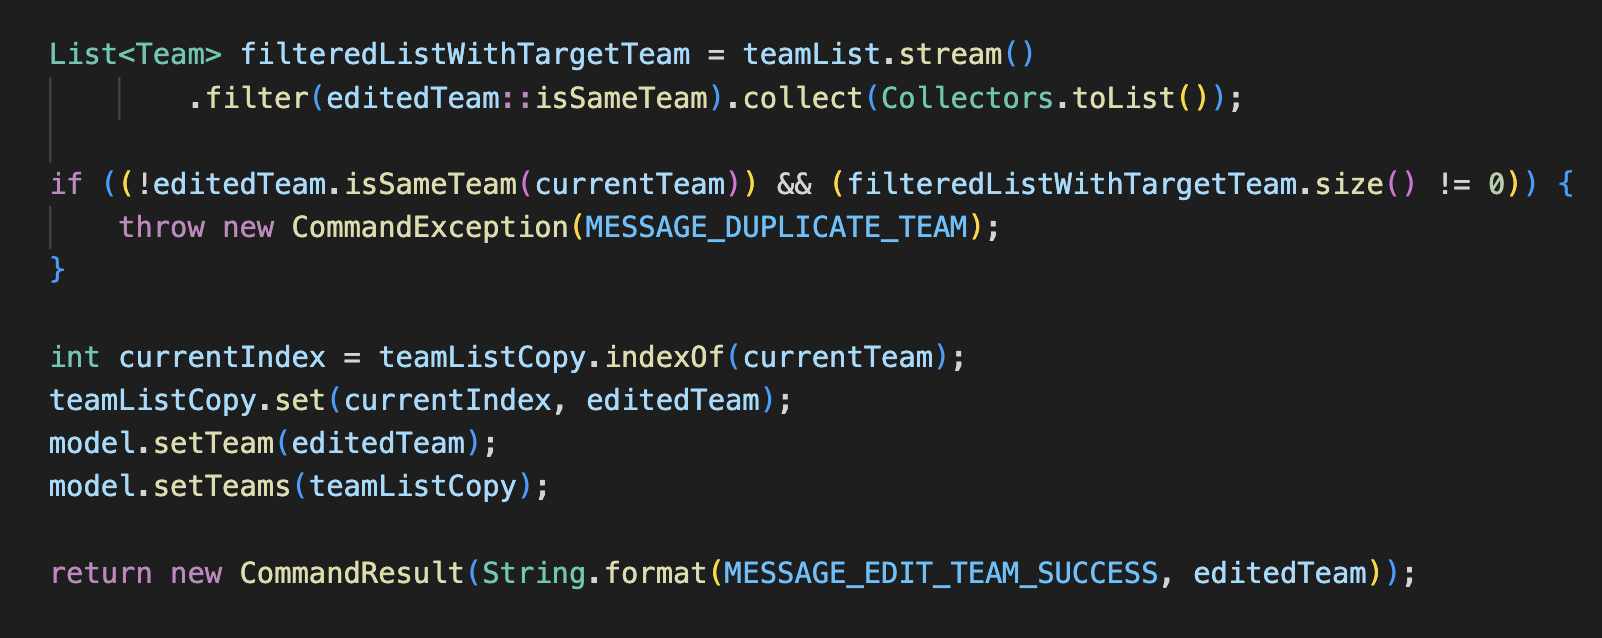 List<Team> filteredListWithTargetTeam = teamList.stream()
.filter(editedTeam::isSameTeam).collect(Collectors.toList());
if ((!editedTeam.isSameTeam(currentTeam)) && (filteredListWithTargetTeam.size() != 0)) {
throw new CommandException(MESSAGE_DUPLICATE_TEAM);
}
int currentIndex = teamListCopy.indexOf(currentTeam);
teamListCopy.set(currentIndex, editedTeam);
model.setTeam(editedTeam);
model.setTeams(teamListCopy);
return new CommandResult(String.format(MESSAGE_EDIT_TEAM_SUCCESS, editedTeam));